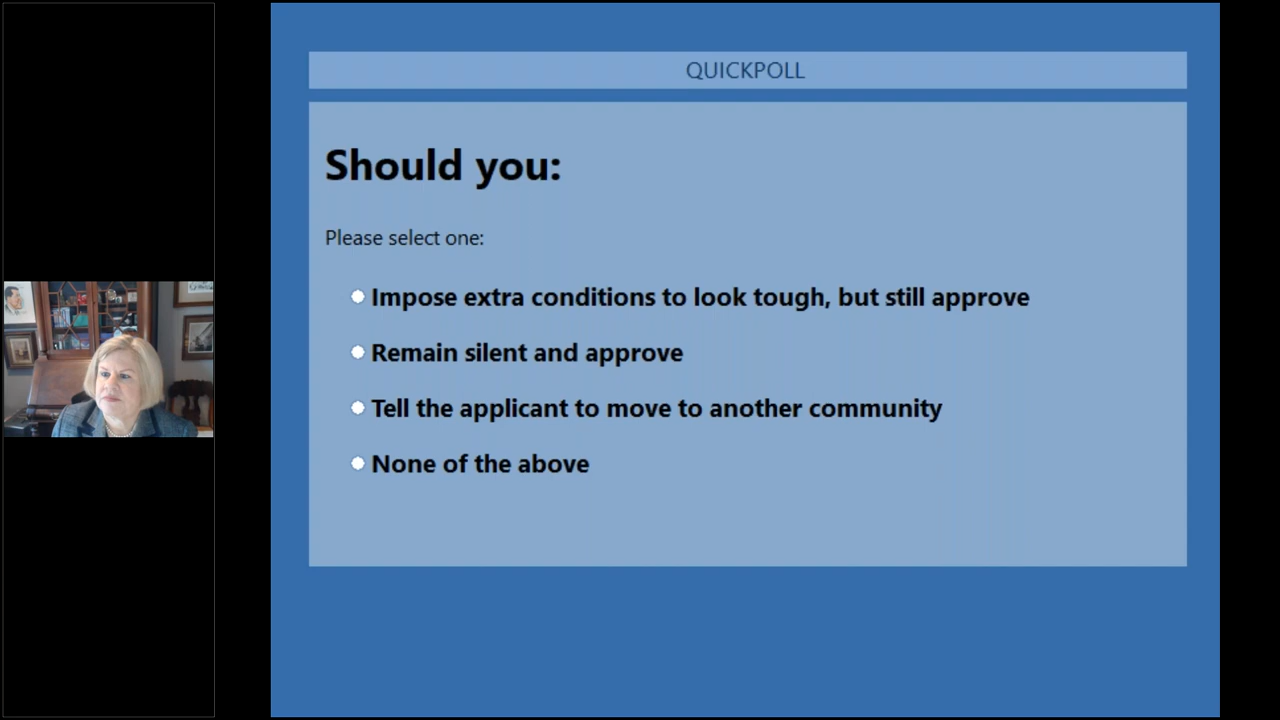 QUICKPOLL
Should you:
Please select one:
Impose extra conditions to look tough, but still approve
Remain silent and approve
Tell the applicant to move to another community
None of the above